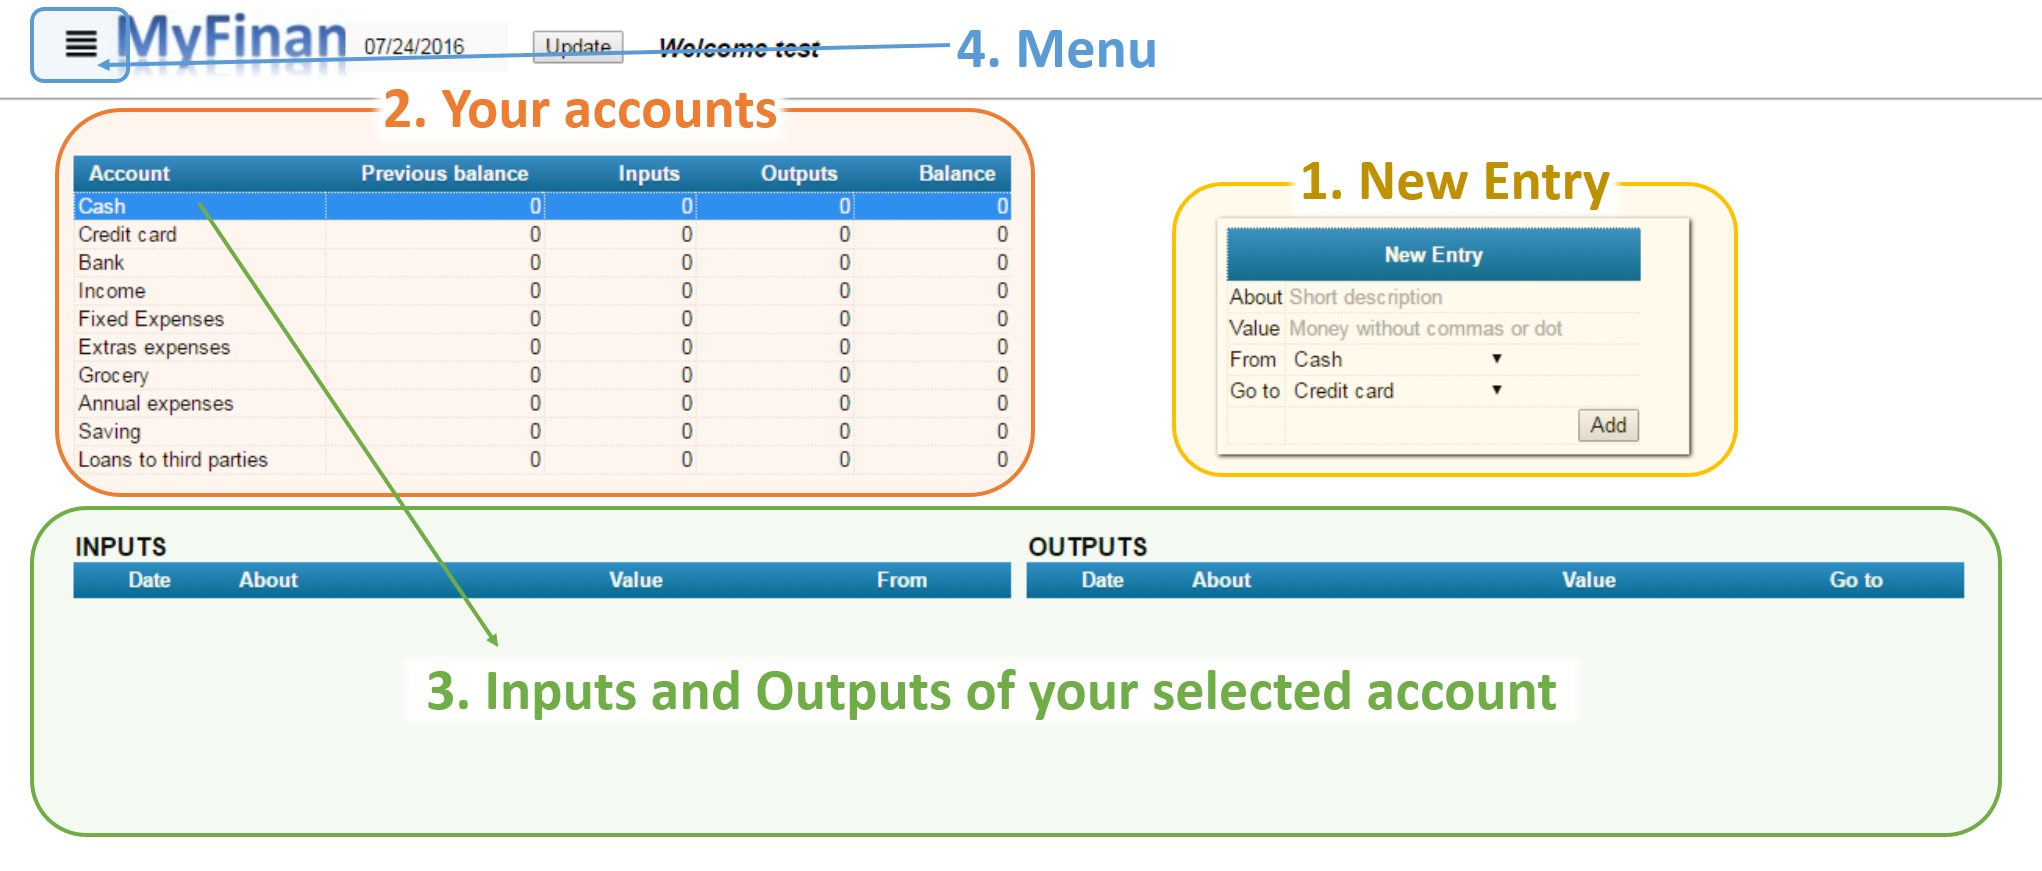 MyFinan 07/24/2016 Update Welcome test 4. Menu
2. Your accounts
Account Previous balance Inputs Outputs Balance
Cash 0 0 0 0
Credit card 0 0 0 0
Bank 0 0 0 0
Income 0 0 0 0
Fixed Expenses 0 0 0 0
Extras expenses 0 0 0 0
Grocery 0 0 0 0
Annual expenses 0 0 0 0
Saving 0 0 0 0
Loans to third parties 0 0 0 0
1. New Entry
New Entry
About Short description
Value Money without commas or dot
From Cash
Go to Credit card
Add
INPUTS
Date About Value From
OUTPUTS
Date About Value Go to
3. Inputs and Outputs of your selected account